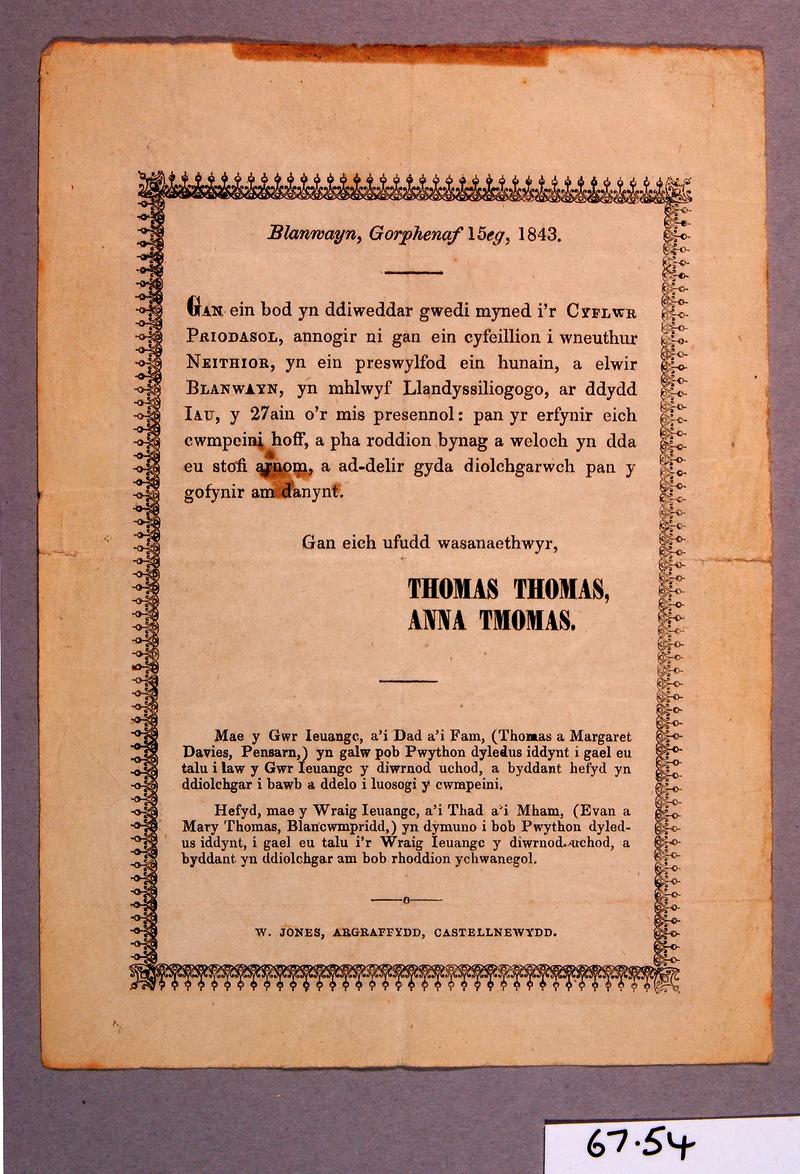 Blanwayn, Gorphenaf 15eg, 1843.
GAN ein bod yn ddiweddar gwedi myned i'r CYFLWR
PRIODASOL, annogir ni gan ein cyfeillion i wneuthur
NEITHIOR, yn ein preswylfod ein hunain, a elwir
BLANWAYN, yn mhlwyf Llandyssiliogogo, ar ddydd
IAU, y 27ain o'r mis presennol: pan yr erfynir eich
cwmpeini hoff, a pha roddion bynag a weloch yn dda
eu stofi arnom, a ad-delir gyda diolchgarwch pan y
gofynir am danynt.
Gan eich ufudd wasanaethwyr,
THOMAS THOMAS,
ANNA TMOMAS.
Mae y Gwr Ieuangc, a'i Dad a'i Fam, (Thomas a Margaret
Davies, Pensarn,) yn galw pob Pwython dyledus iddynt i gael eu
talu i law y Gwr Ieuangc y diwrnod uchod, a byddant hefyd yn
ddiolchgar i bawb a ddelo i luosogi y cwmpeini.
Hefyd, mae y Wraig Ieuangc, a'i Thad a'i Mham, (Evan a
Mary Thomas, Blancwmpridd,) yn dymuno i bob Pwython dyled-
us iddynt, i gael eu talu i'r Wraig Ieuangc y diwrnod uchod, a
byddant yn ddiolchgar am bob rhoddion ychwanegol.
W. JONES, ARGRAFFYDD, CASTELLNEWYDD.
67.54